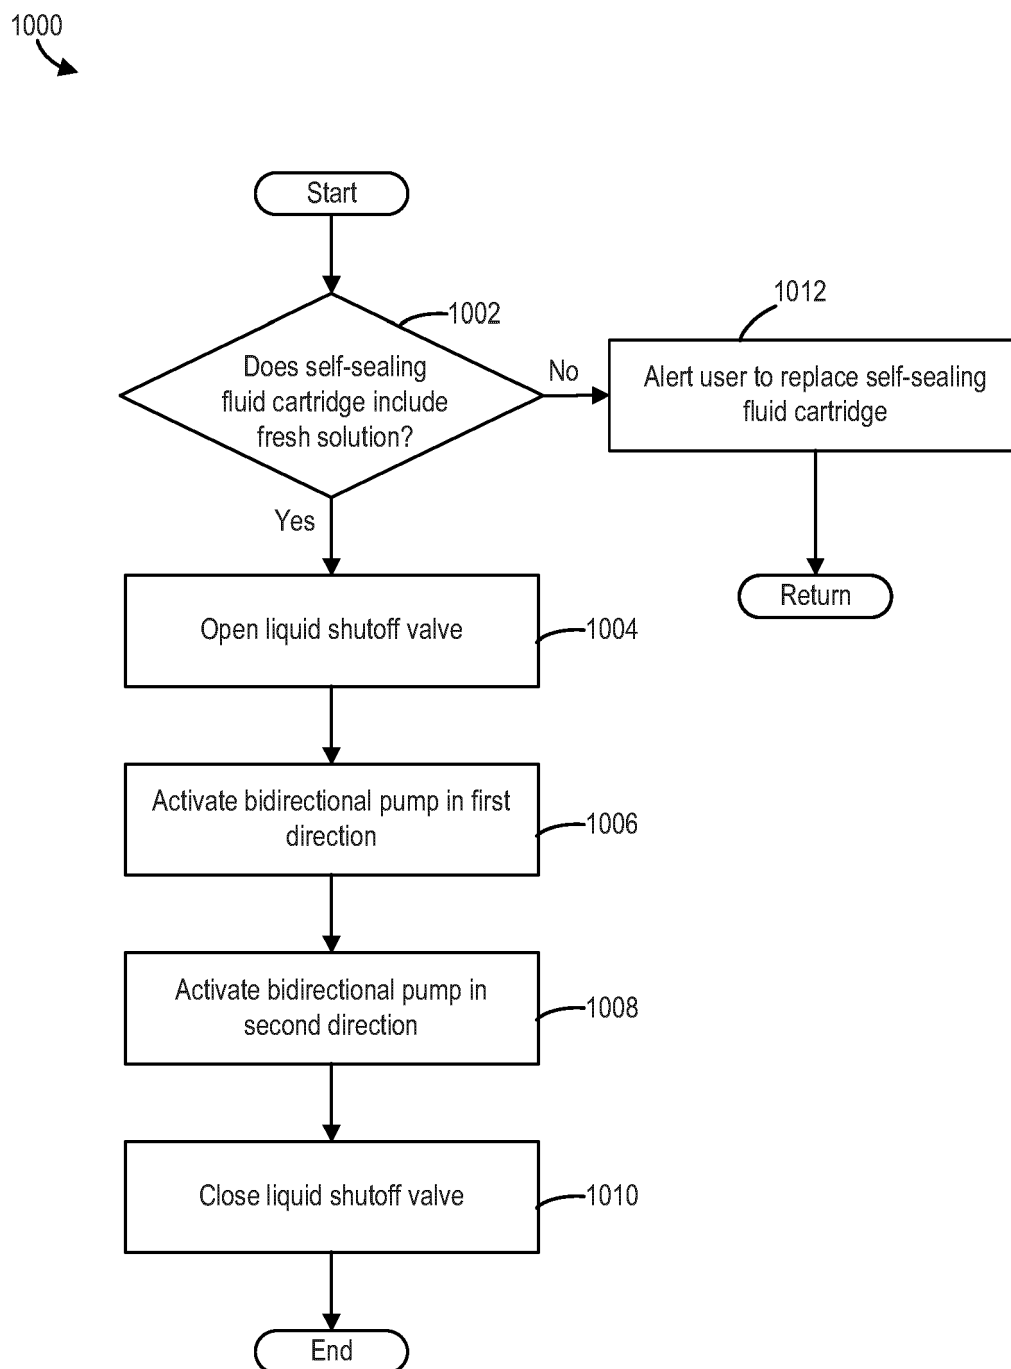 1000
Start
1002
Does self-sealing
fluid cartridge include
fresh solution?
No
1012
Alert user to replace self-sealing
fluid cartridge
Yes
Return
Open liquid shutoff valve
1004
Activate bidirectional pump in first
direction
1006
Activate bidirectional pump in
second direction
1008
Close liquid shutoff valve
1010
End